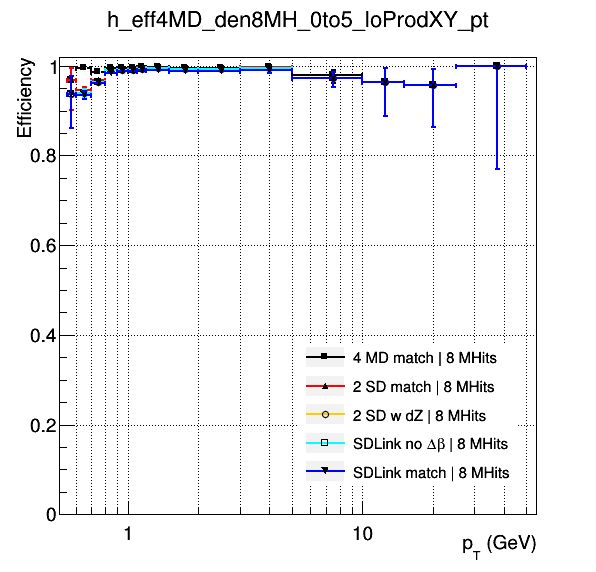 h_eff4MD_den8MH_0to5_loProdXY_pt
Efficiency
1
0.8
0.6
0.4
0.2
0
4 MD match | 8 MHits
2 SD match | 8 MHits
2 SD w dZ | 8 MHits
SDLink no Δβ | 8 MHits
SDLink match | 8 MHits
1
10
p_T (GeV)